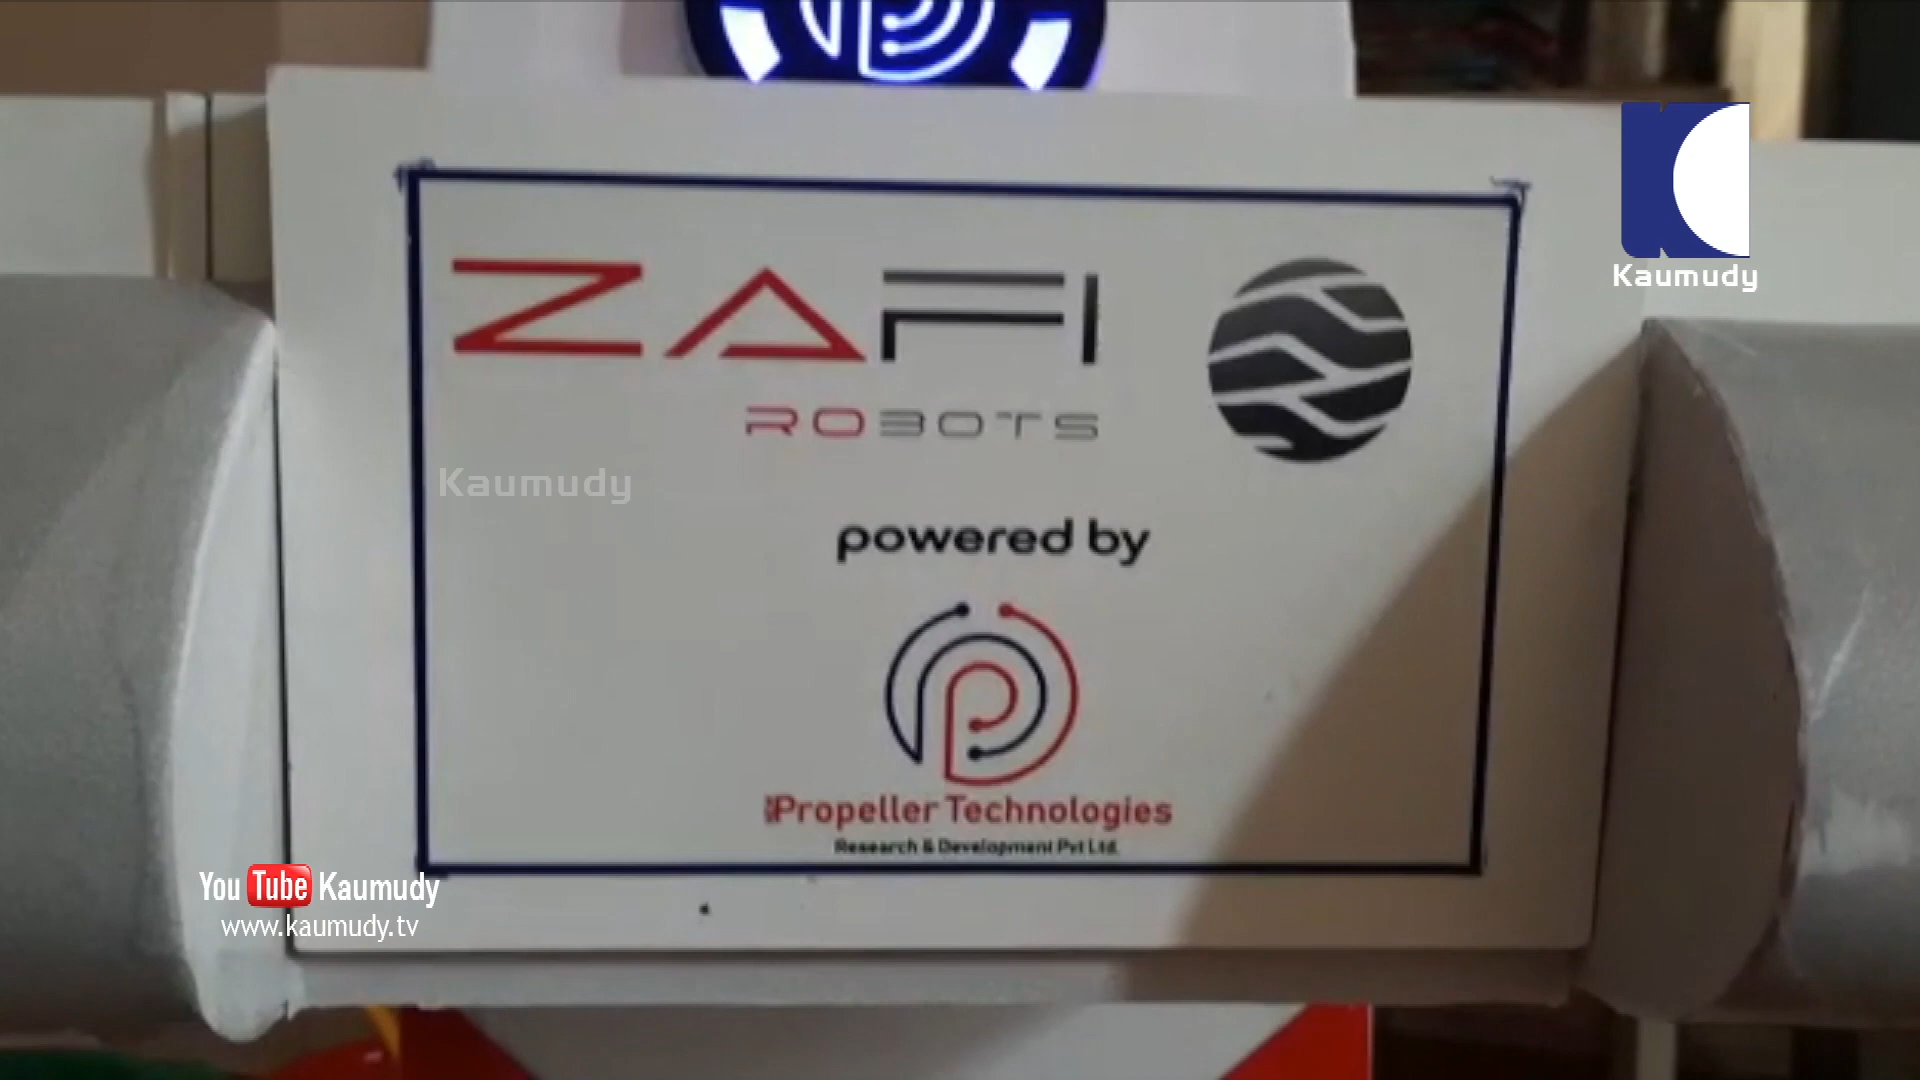 Kaumudy
ZAFI
ROBOTS
Kaumudy
powered by
Propeller Technologies
Research & Development Pvt Ltd.
You Tube Kaumudy
www.kaumudy.tv